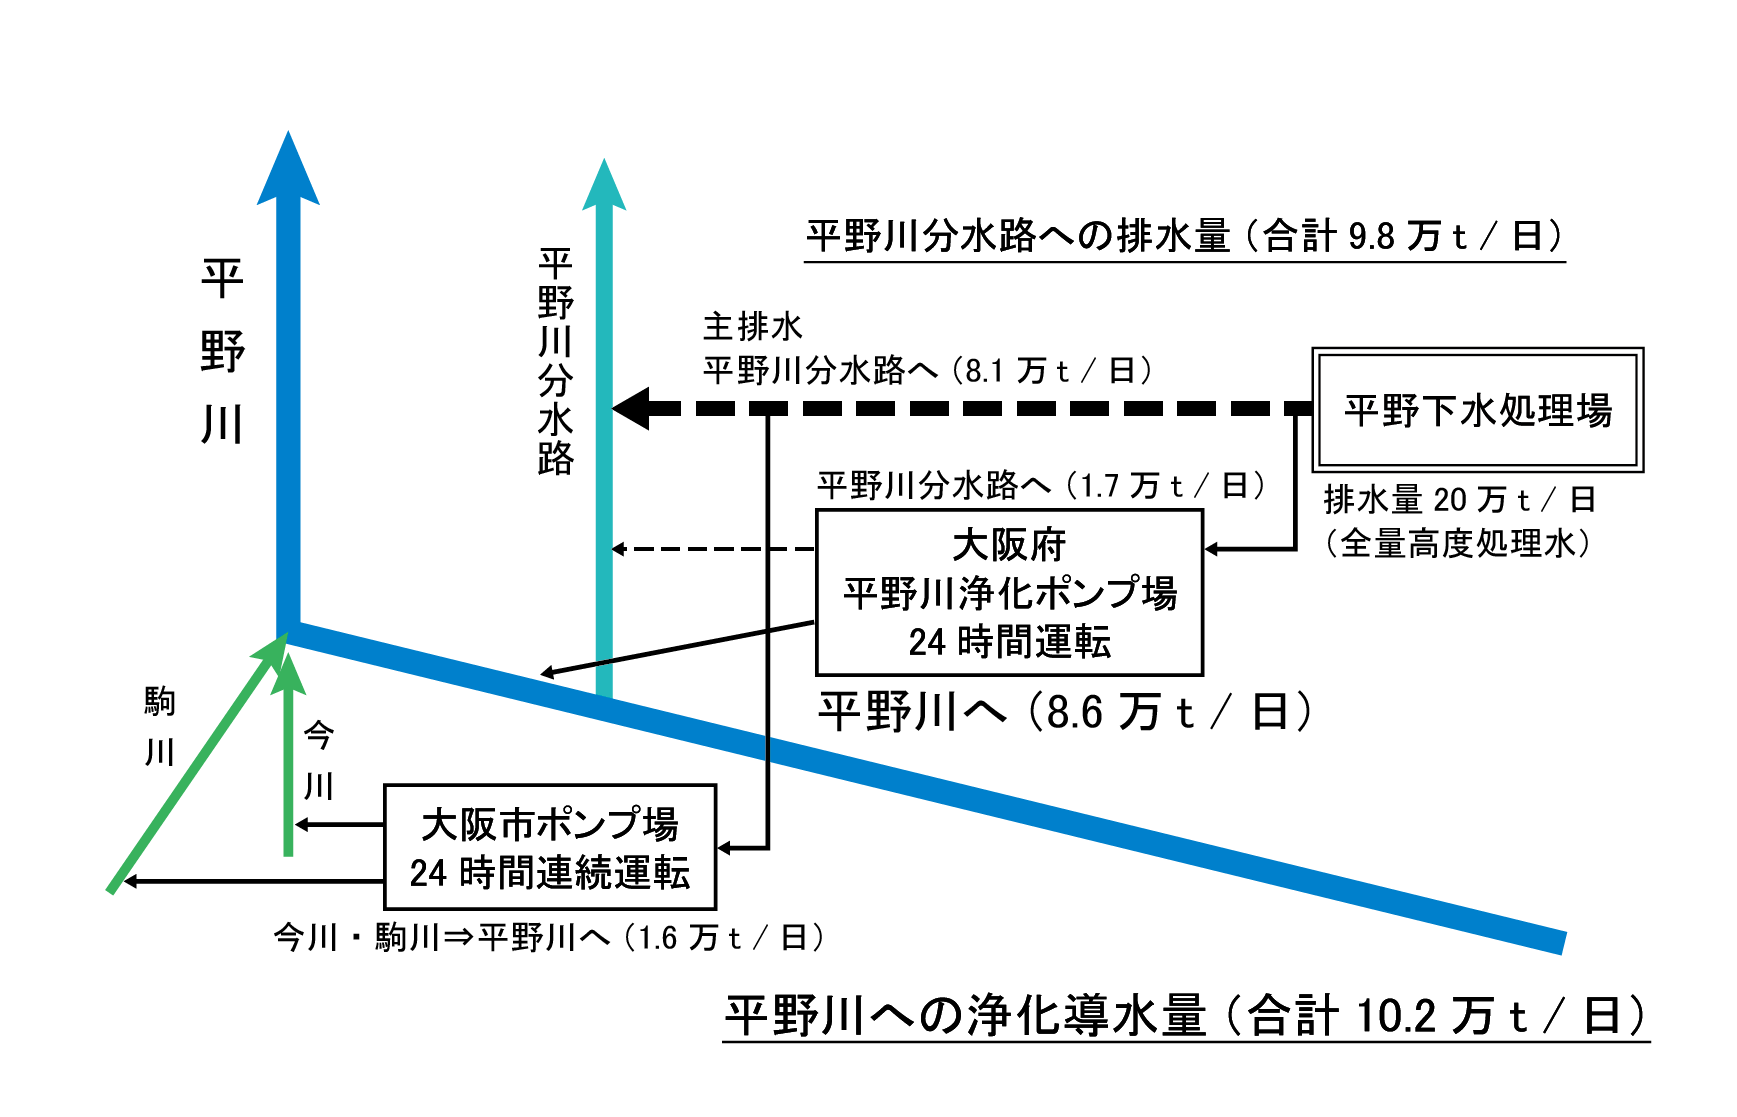 平野川
平野川分水路
平野川分水路への排水量（合計 9.8 万 t / 日）
主排水
平野川分水路へ（8.1 万 t / 日）
平野下水処理場
排水量 20 万 t / 日
（全量高度処理水）
平野川分水路へ（1.7 万 t / 日）
大阪府
平野川浄化ポンプ場
24 時間運転
平野川へ（8.6 万 t / 日）
駒川
今川
大阪市ポンプ場
24 時間連続運転
今川・駒川⇒平野川へ（1.6 万 t / 日）
平野川への浄化導水量（合計 10.2 万 t / 日）